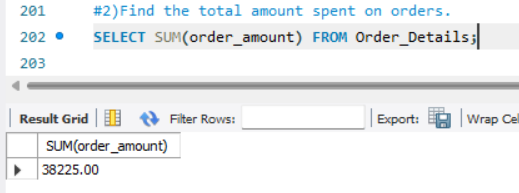 201 #2)Find the total amount spent on orders.
202 SELECT SUM(order_amount) FROM Order_Details;
203
Result Grid Filter Rows: Export: Wrap Cel
SUM(order_amount)
38225.00